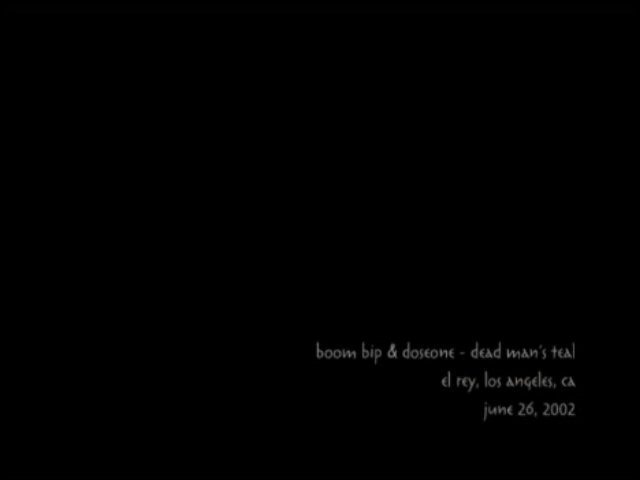 boom bip & doseone - dead man's teal
el rey, los angeles, ca
june 26, 2002